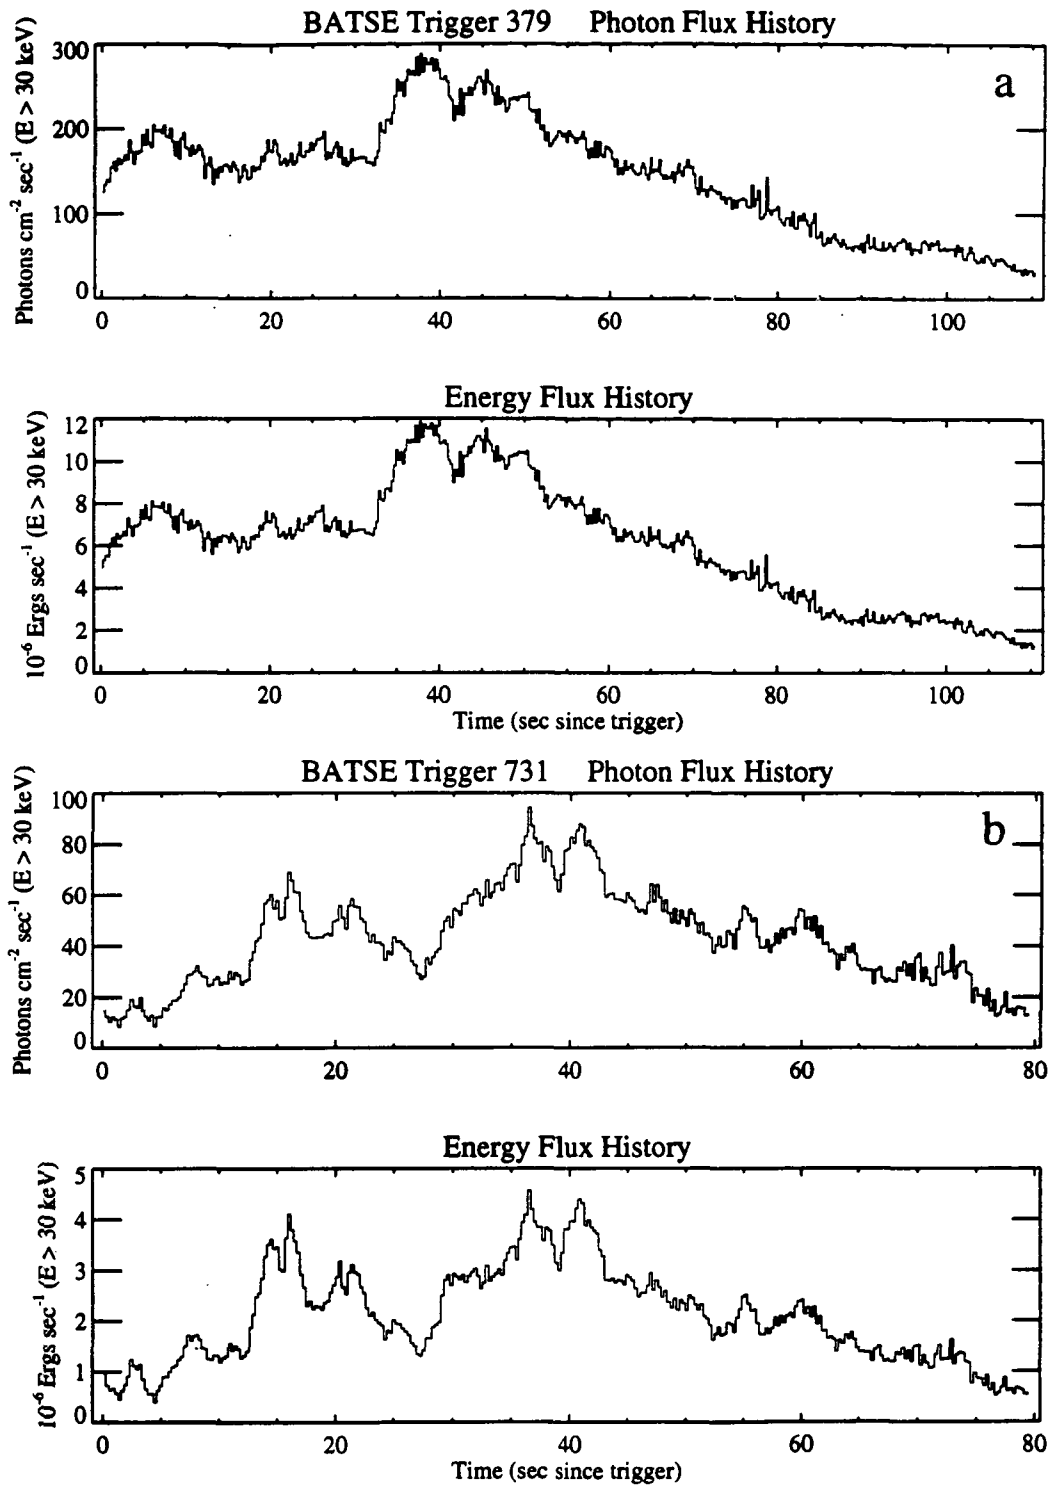 BATSE Trigger 379 Photon Flux History
a
Photons cm⁻² sec⁻¹ (E > 30 keV)
300
200
100
0
0 20 40 60 80 100
Energy Flux History
10⁻⁶ Ergs sec⁻¹ (E > 30 keV)
12
10
8
6
4
2
0
0 20 40 60 80 100
Time (sec since trigger)
BATSE Trigger 731 Photon Flux History
b
Photons cm⁻² sec⁻¹ (E > 30 keV)
100
80
60
40
20
0
0 20 40 60 80
Energy Flux History
10⁻⁶ Ergs sec⁻¹ (E > 30 keV)
5
4
3
2
1
0
0 20 40 60 80
Time (sec since trigger)